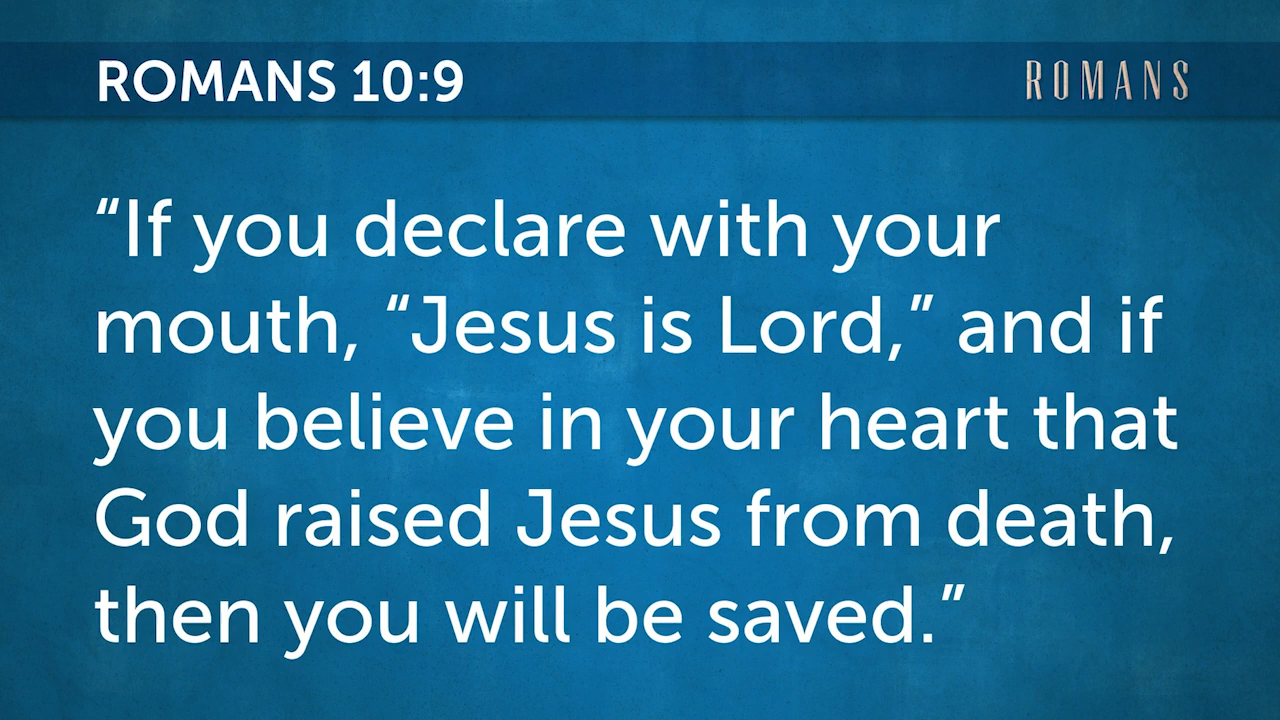 ROMANS 10:9
ROMANS
“If you declare with your
mouth, “Jesus is Lord,” and if
you believe in your heart that
God raised Jesus from death,
then you will be saved.”